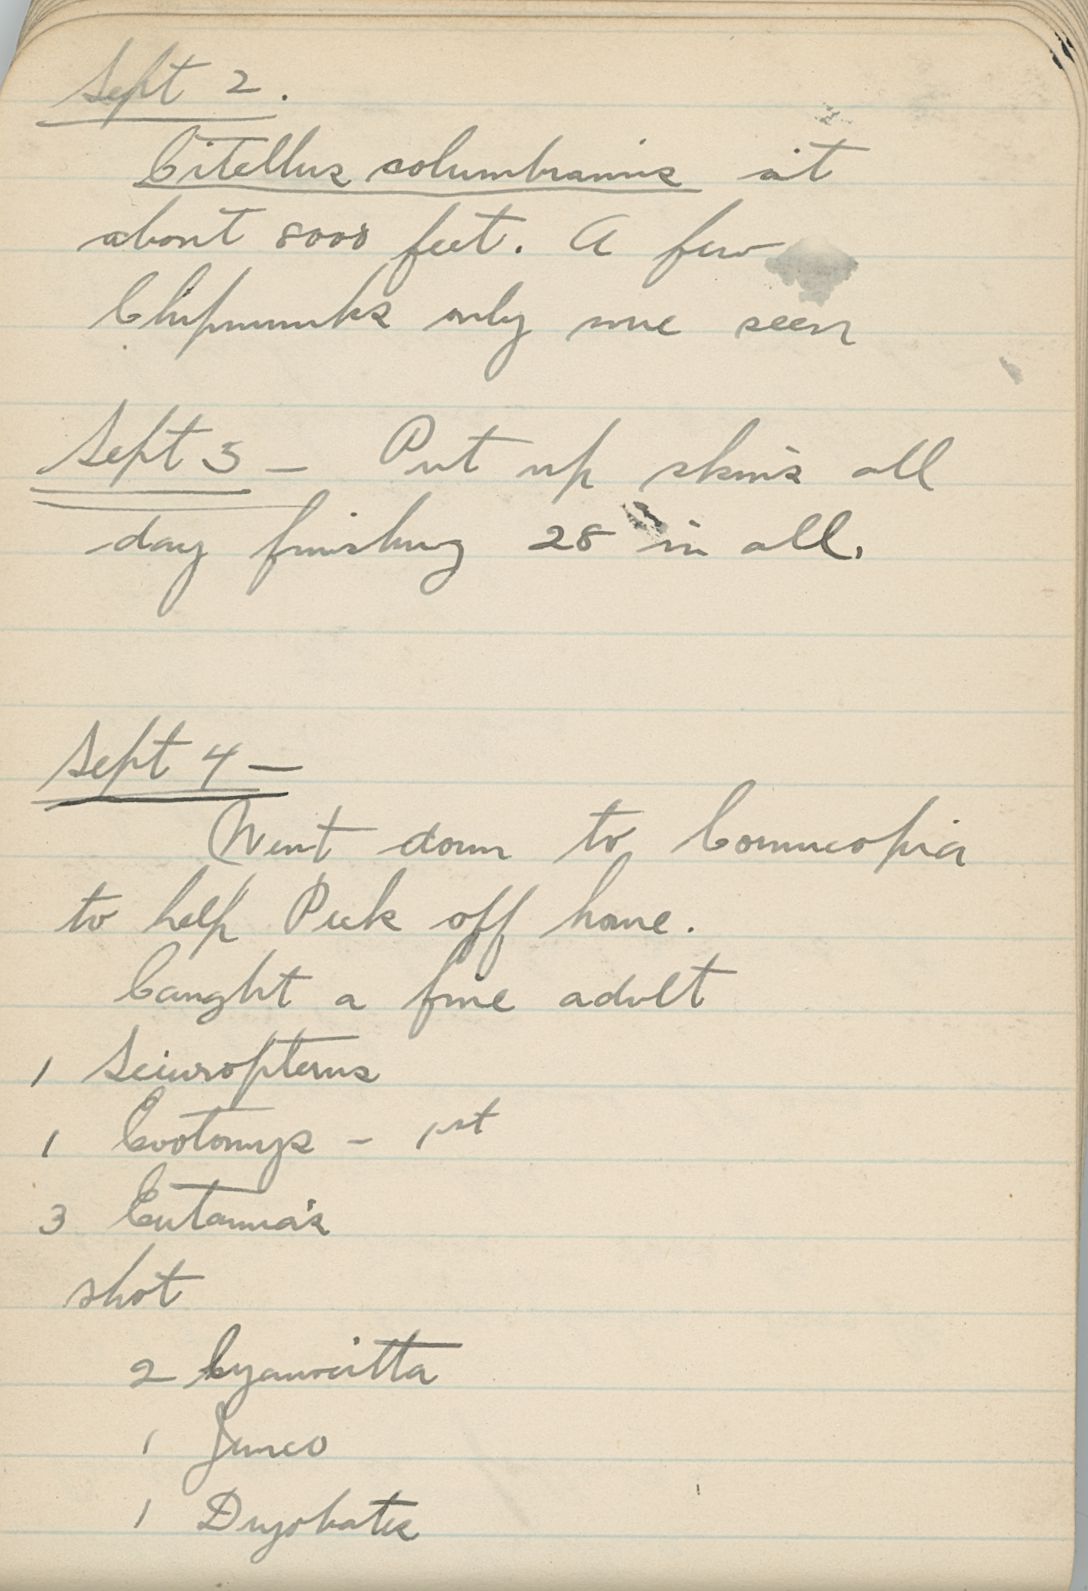 Sept 2.
Citellus columbianus at
about 8000 feet. A few
Chipmunks only one seen
Sept 3 — Put up skins all
day finishing 28 in all.
Sept 4 —
Went down to Cornucopia
to help Peck off home.
Caught a fine adult
1 Sciuropterus
1 Evotomys – 1st
3 Eutamia's
shot
2 Cyanocitta
1 Junco
1 Dryobates